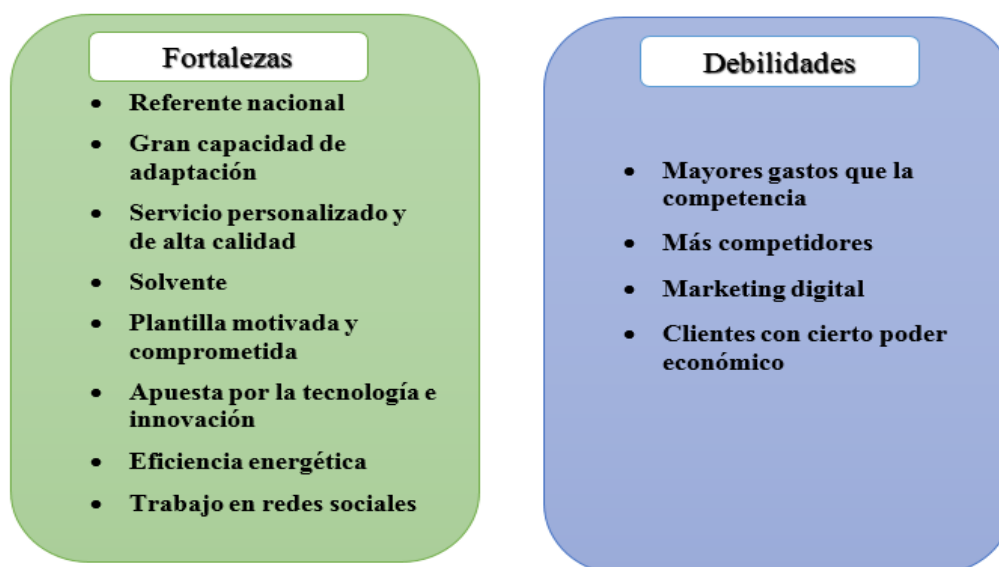 Fortalezas
• Referente nacional
• Gran capacidad de
adaptación
• Servicio personalizado y
de alta calidad
• Solvente
• Plantilla motivada y
comprometida
• Apuesta por la tecnología e
innovación
• Eficiencia energética
• Trabajo en redes sociales
Debilidades
• Mayores gastos que la
competencia
• Más competidores
• Marketing digital
• Clientes con cierto poder
económico